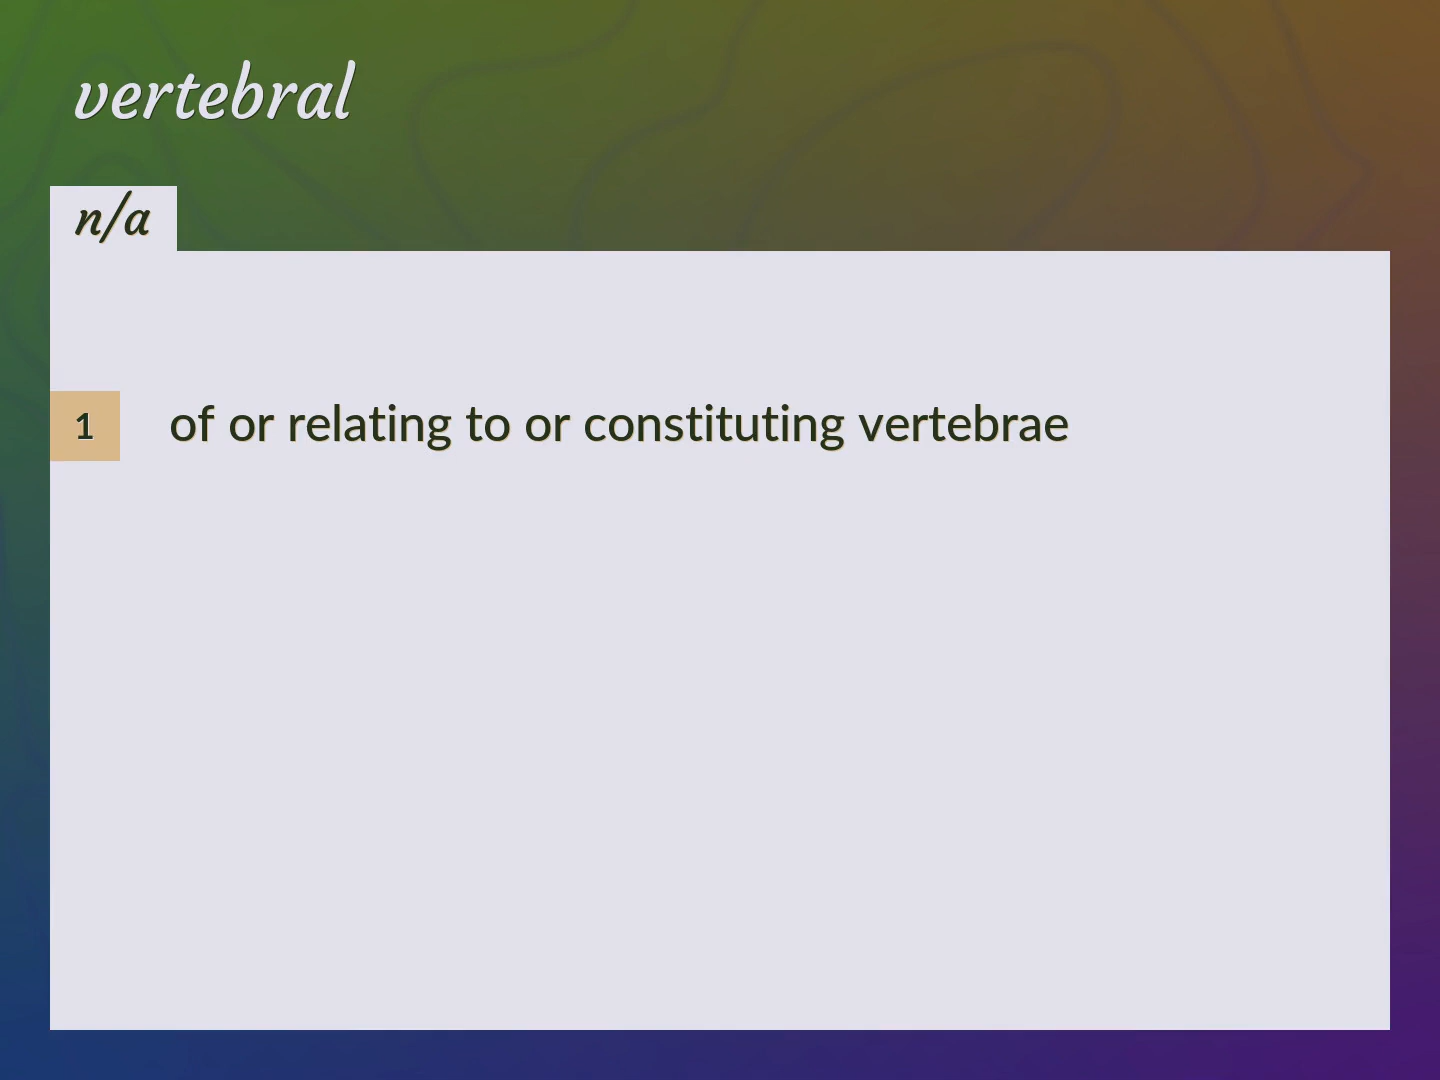 vertebral
n/a
1 of or relating to or constituting vertebrae